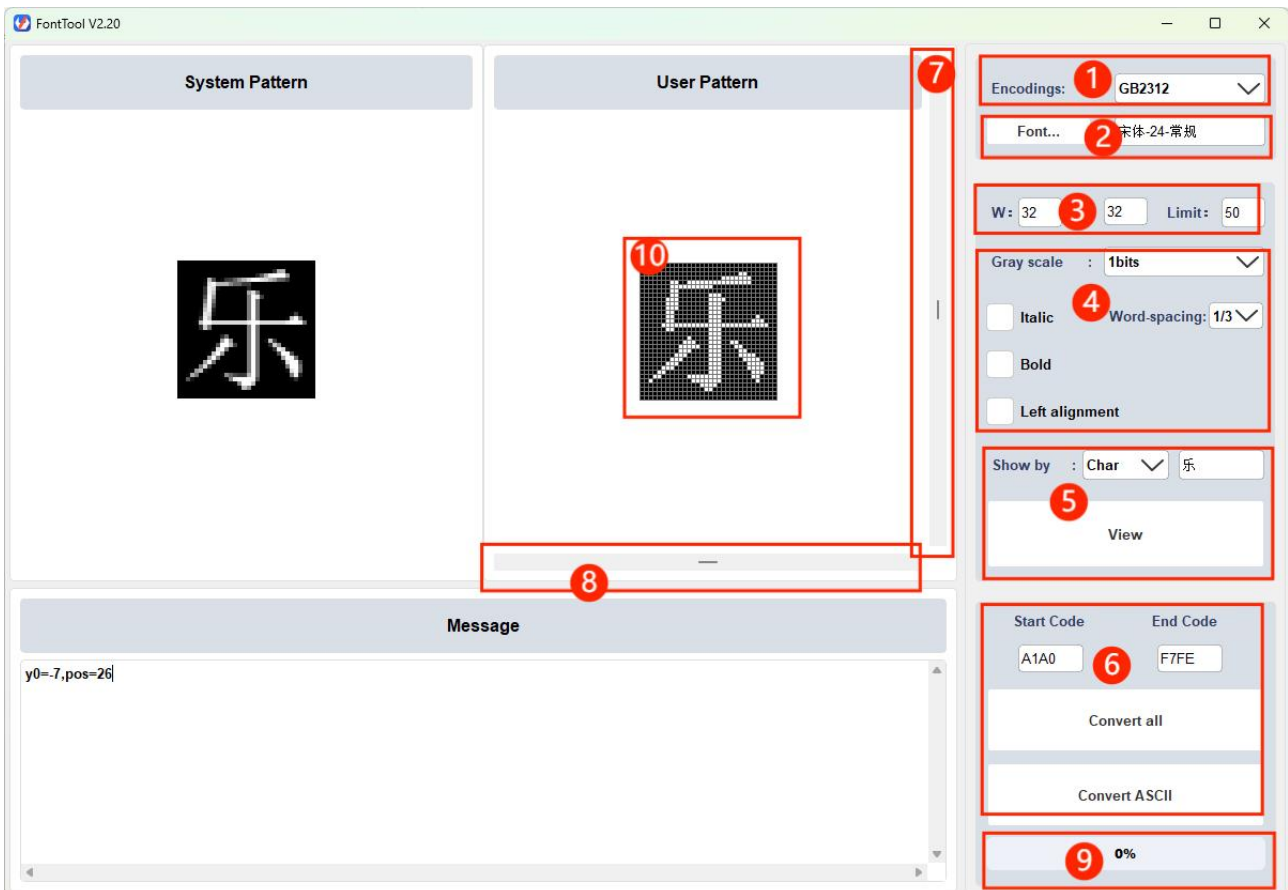 FontTool V2.20
System Pattern
乐
User Pattern
10
乐
7
8
Message
y0=-7,pos=26
Encodings: 1 GB2312
Font... 2 宋体-24-常规
W: 32 3 32 Limit: 50
Gray scale : 1bits
4
Italic Word-spacing: 1/3
Bold
Left alignment
Show by : Char 乐
5
View
Start Code End Code
A1A0 6 F7FE
Convert all
Convert ASCII
9 0%